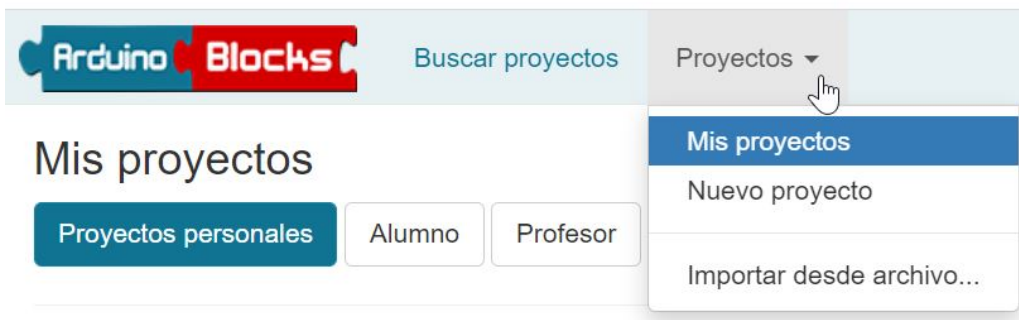 Arduino Blocks Buscar proyectos Proyectos
Mis proyectos
Nuevo proyecto
Importar desde archivo...
Mis proyectos
Proyectos personales Alumno Profesor